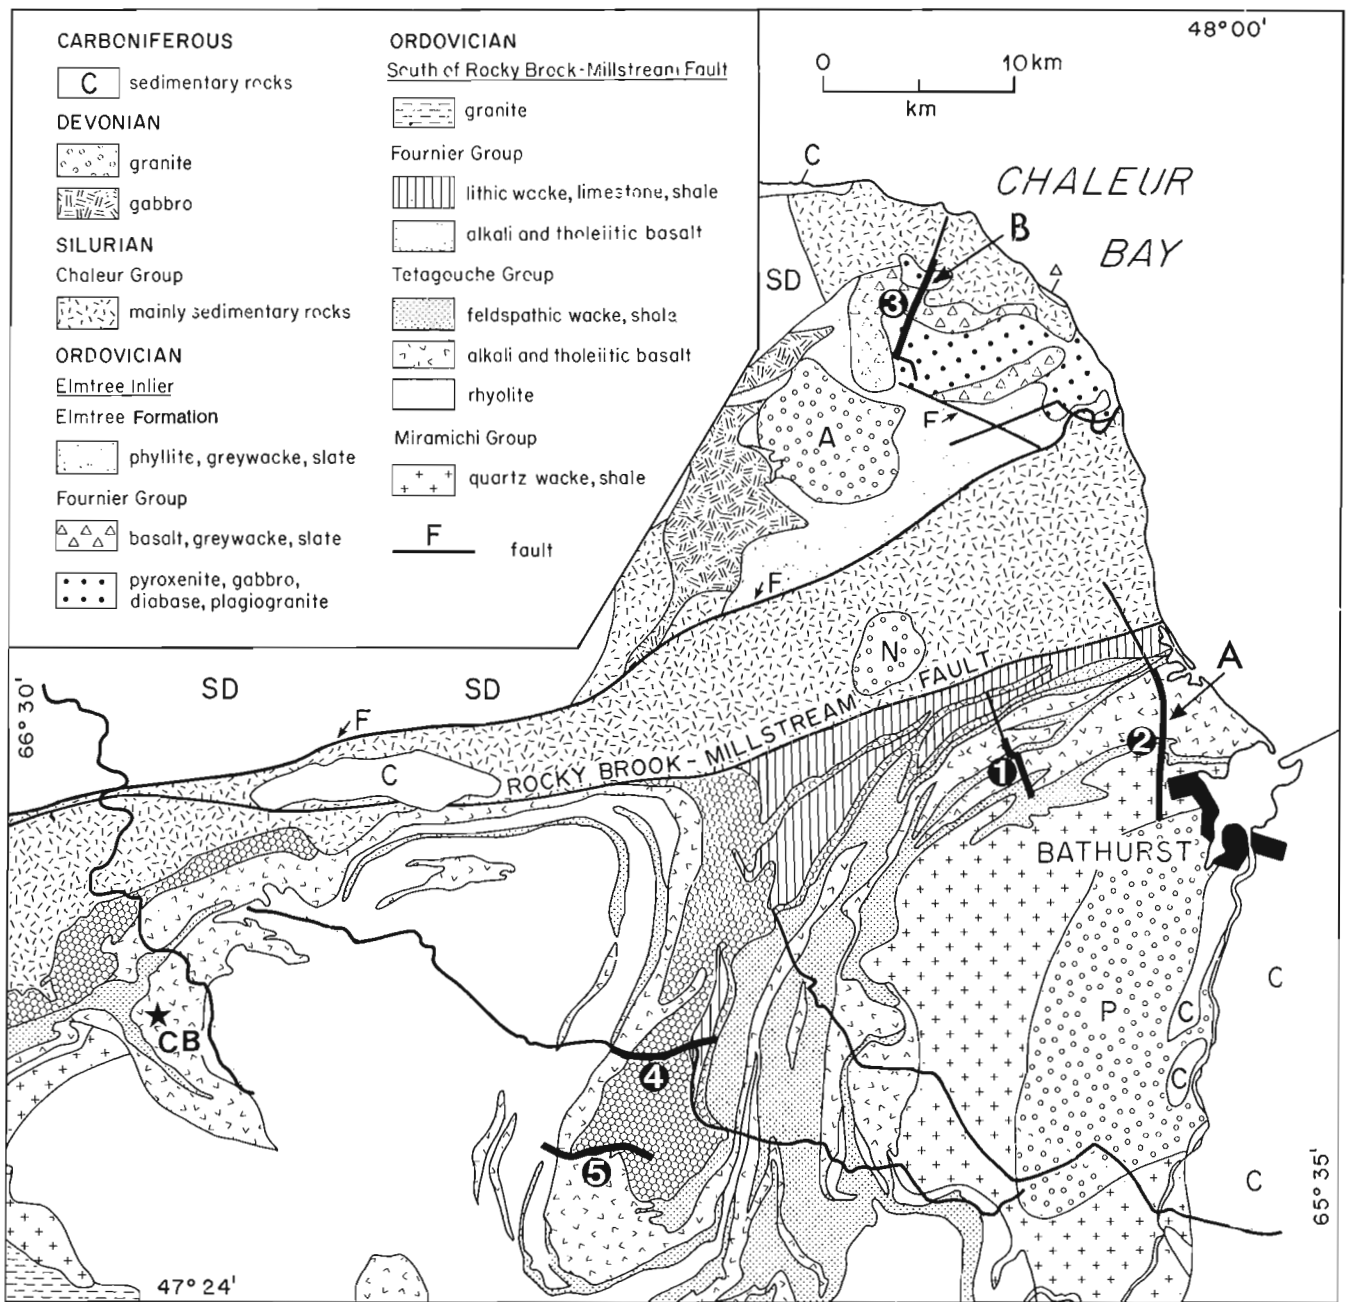 CARBONIFEROUS
C sedimentary rocks
DEVONIAN
granite
gabbro
SILURIAN
Chaleur Group
mainly sedimentary rocks
ORDOVICIAN
Elmtree Inlier
Elmtree Formation
phyllite, greywacke, slate
Fournier Group
basalt, greywacke, slate
pyroxenite, gabbro,
diabase, plagiogranite
ORDOVICIAN
South of Rocky Brook-Millstream Fault
granite
Fournier Group
lithic wacke, limestone, shale
alkali and tholeiitic basalt
Tetagouche Group
feldspathic wacke, shale
alkali and tholeiitic basalt
rhyolite
Miramichi Group
quartz wacke, shale
F fault
48°00'
0 10 km
km
C
CHALEUR
BAY
B
SD
3
F
A
F
N
A
66°30'
SD
SD
F
C
ROCKY BROOK-MILLSTREAM FAULT
2
1
BATHURST
C
P
C
CB
4
C
5
C
65°35'
47°24'